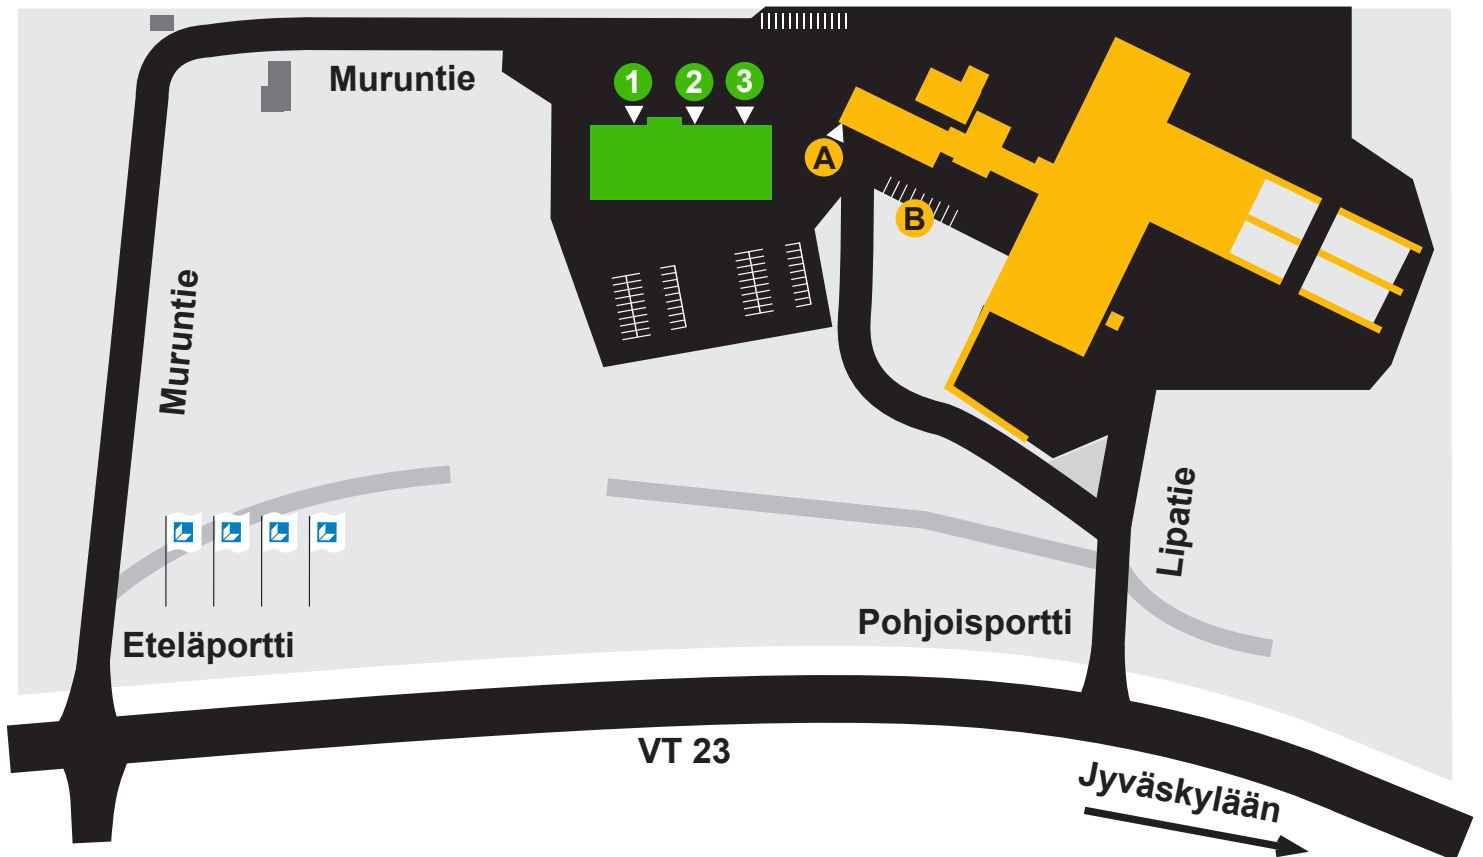 Muruntie
1
2
3
A
B
Muruntie
Lipatie
Eteläportti
Pohjoisportti
VT 23
Jyväskylään